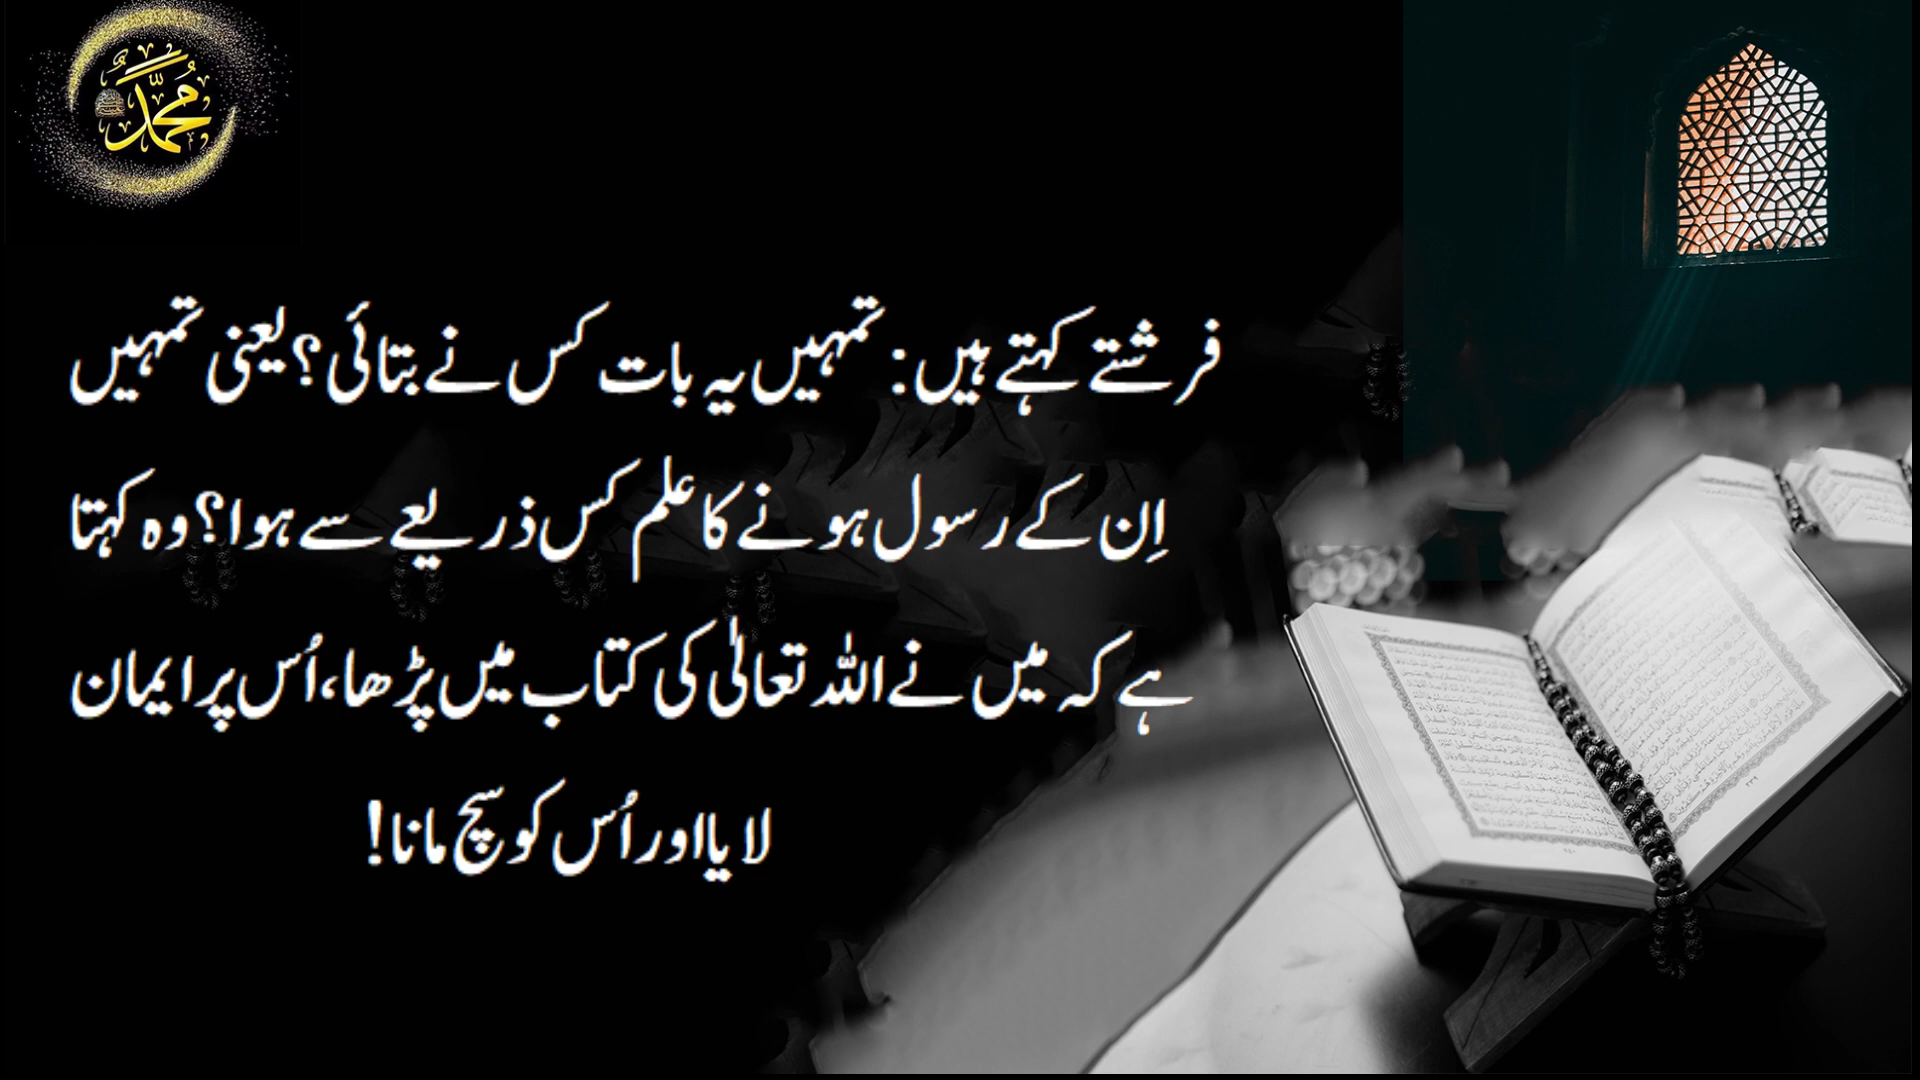 محمد
فرشتے کہتے ہیں: تمہیں یہ بات کس نے بتائی؟ یعنی تمہیں
اِن کے رسول ہونے کا علم کس ذریعے سے ہوا؟ وہ کہتا
ہے کہ میں نے اللہ تعالٰی کی کتاب میں پڑھا، اُس پر ایمان
لایا اور اُس کو سچ مانا!